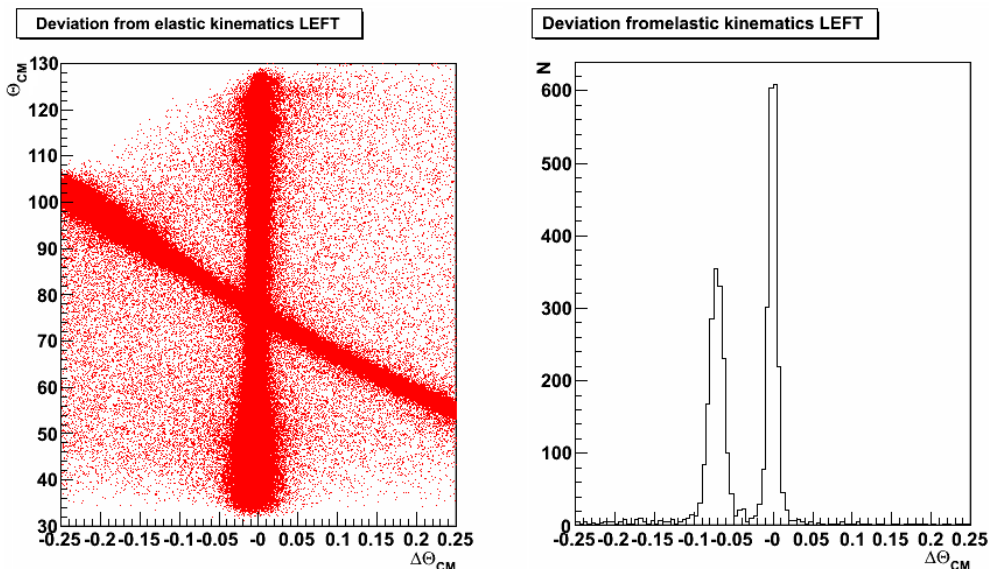 Deviation from elastic kinematics LEFT
ΘCM
130
120
110
100
90
80
70
60
50
40
30
-0.25 -0.2 -0.15 -0.1 -0.05 -0 0.05 0.1 0.15 0.2 0.25
ΔΘCM
Deviation fromelastic kinematics LEFT
N
600
500
400
300
200
100
0
-0.25 -0.2 -0.15 -0.1 -0.05 -0 0.05 0.1 0.15 0.2 0.25
ΔΘCM